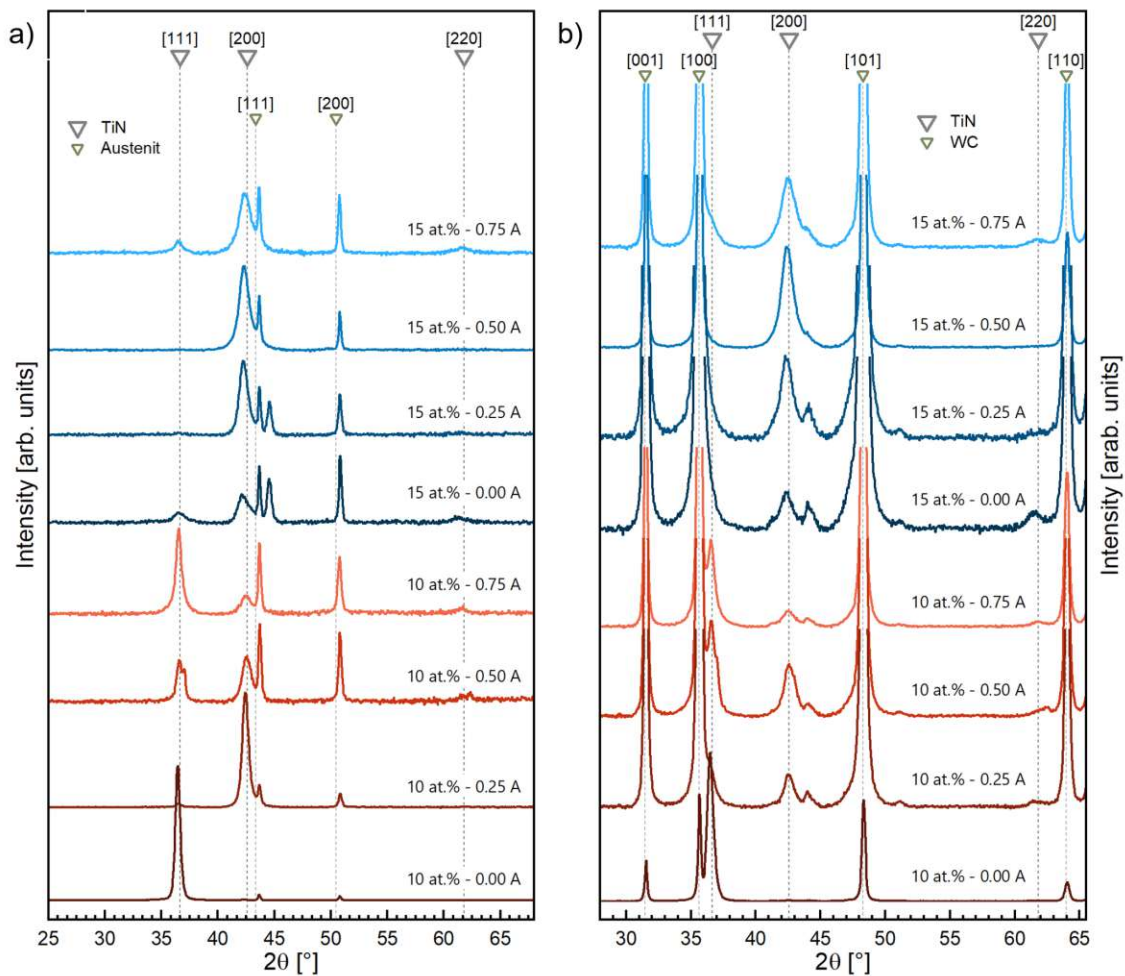 a)
[111] [200] [220]
[111] [200]
TiN
Austenit
15 at.% - 0.75 A
15 at.% - 0.50 A
15 at.% - 0.25 A
15 at.% - 0.00 A
10 at.% - 0.75 A
10 at.% - 0.50 A
10 at.% - 0.25 A
10 at.% - 0.00 A
Intensity [arb. units]
25 30 35 40 45 50 55 60 65
2θ [°]
b)
[111] [200] [220]
[001] [100] [101] [110]
TiN
WC
15 at.% - 0.75 A
15 at.% - 0.50 A
15 at.% - 0.25 A
15 at.% - 0.00 A
10 at.% - 0.75 A
10 at.% - 0.50 A
10 at.% - 0.25 A
10 at.% - 0.00 A
Intensity [arab. units]
30 35 40 45 50 55 60 65
2θ [°]